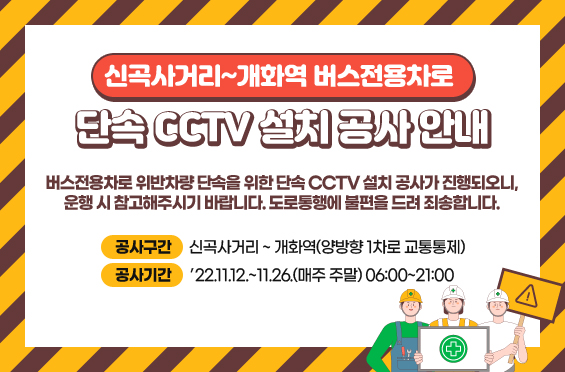 신곡사거리~개화역 버스전용차로
단속 CCTV 설치 공사 안내
버스전용차로 위반차량 단속을 위한 단속 CCTV 설치 공사가 진행되오니,
운행 시 참고해주시기 바랍니다. 도로통행에 불편을 드려 죄송합니다.
공사구간 신곡사거리 ~ 개화역(양방향 1차로 교통통제)
공사기간 ’22.11.12.~11.26.(매주 주말) 06:00~21:00